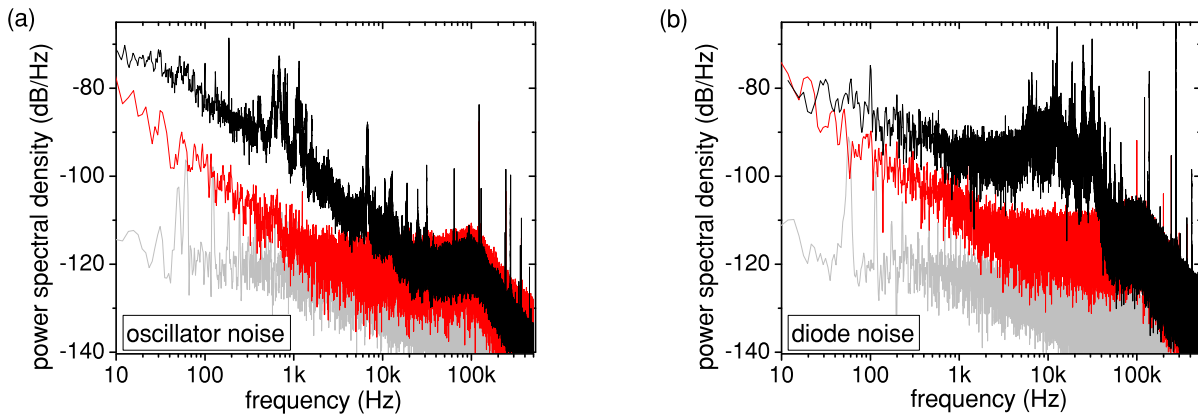 (a)
power spectral density (dB/Hz)
-80
-100
-120
-140
oscillator noise
10
100
1k
10k
100k
frequency (Hz)
(b)
power spectral density (dB/Hz)
-80
-100
-120
-140
diode noise
10
100
1k
10k
100k
frequency (Hz)